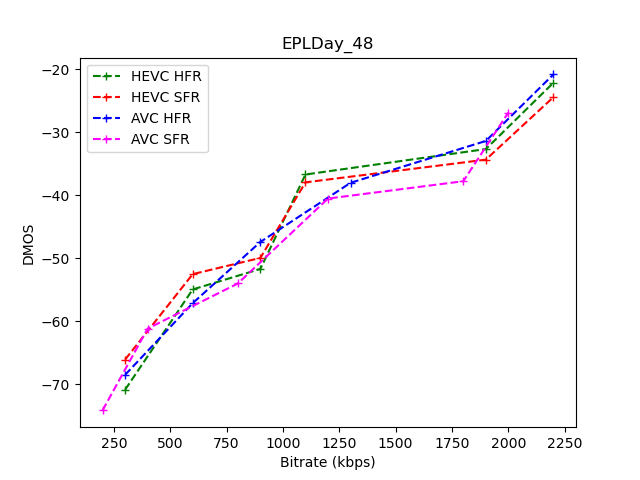 EPLDay_48
HEVC HFR
HEVC SFR
AVC HFR
AVC SFR
DMOS
−20
−30
−40
−50
−60
−70
250 500 750 1000 1250 1500 1750 2000 2250
Bitrate (kbps)